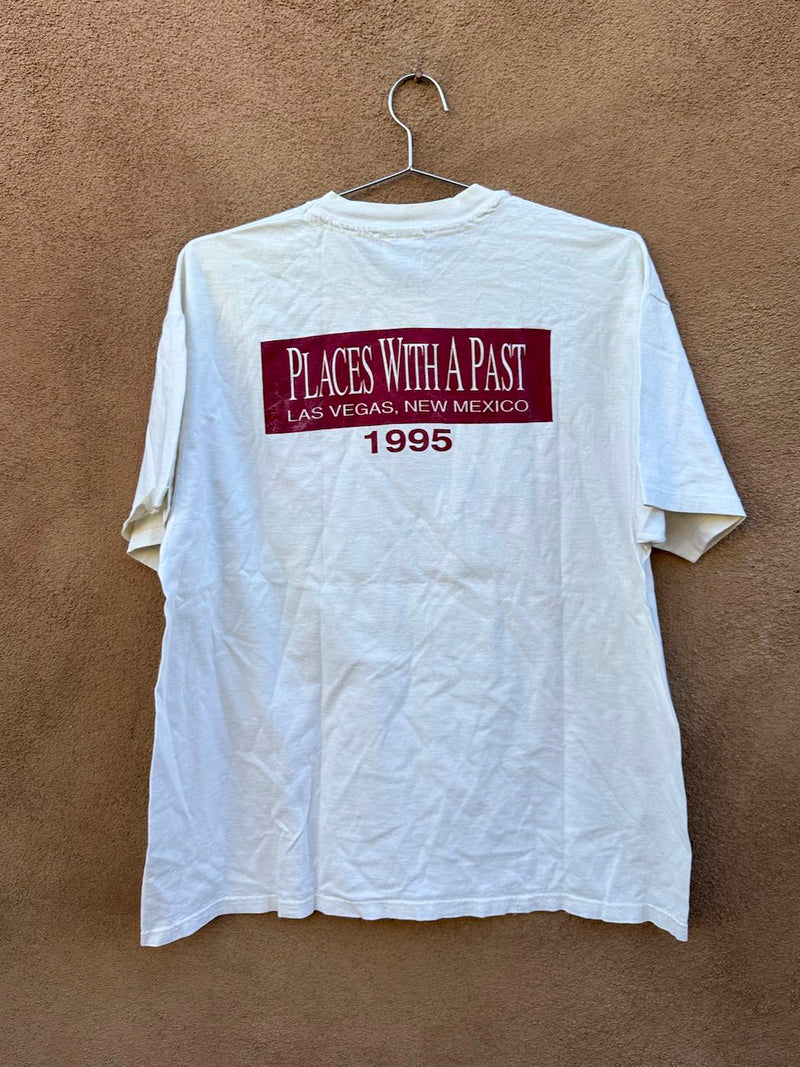 PLACES WITH A PAST
LAS VEGAS, NEW MEXICO
1995